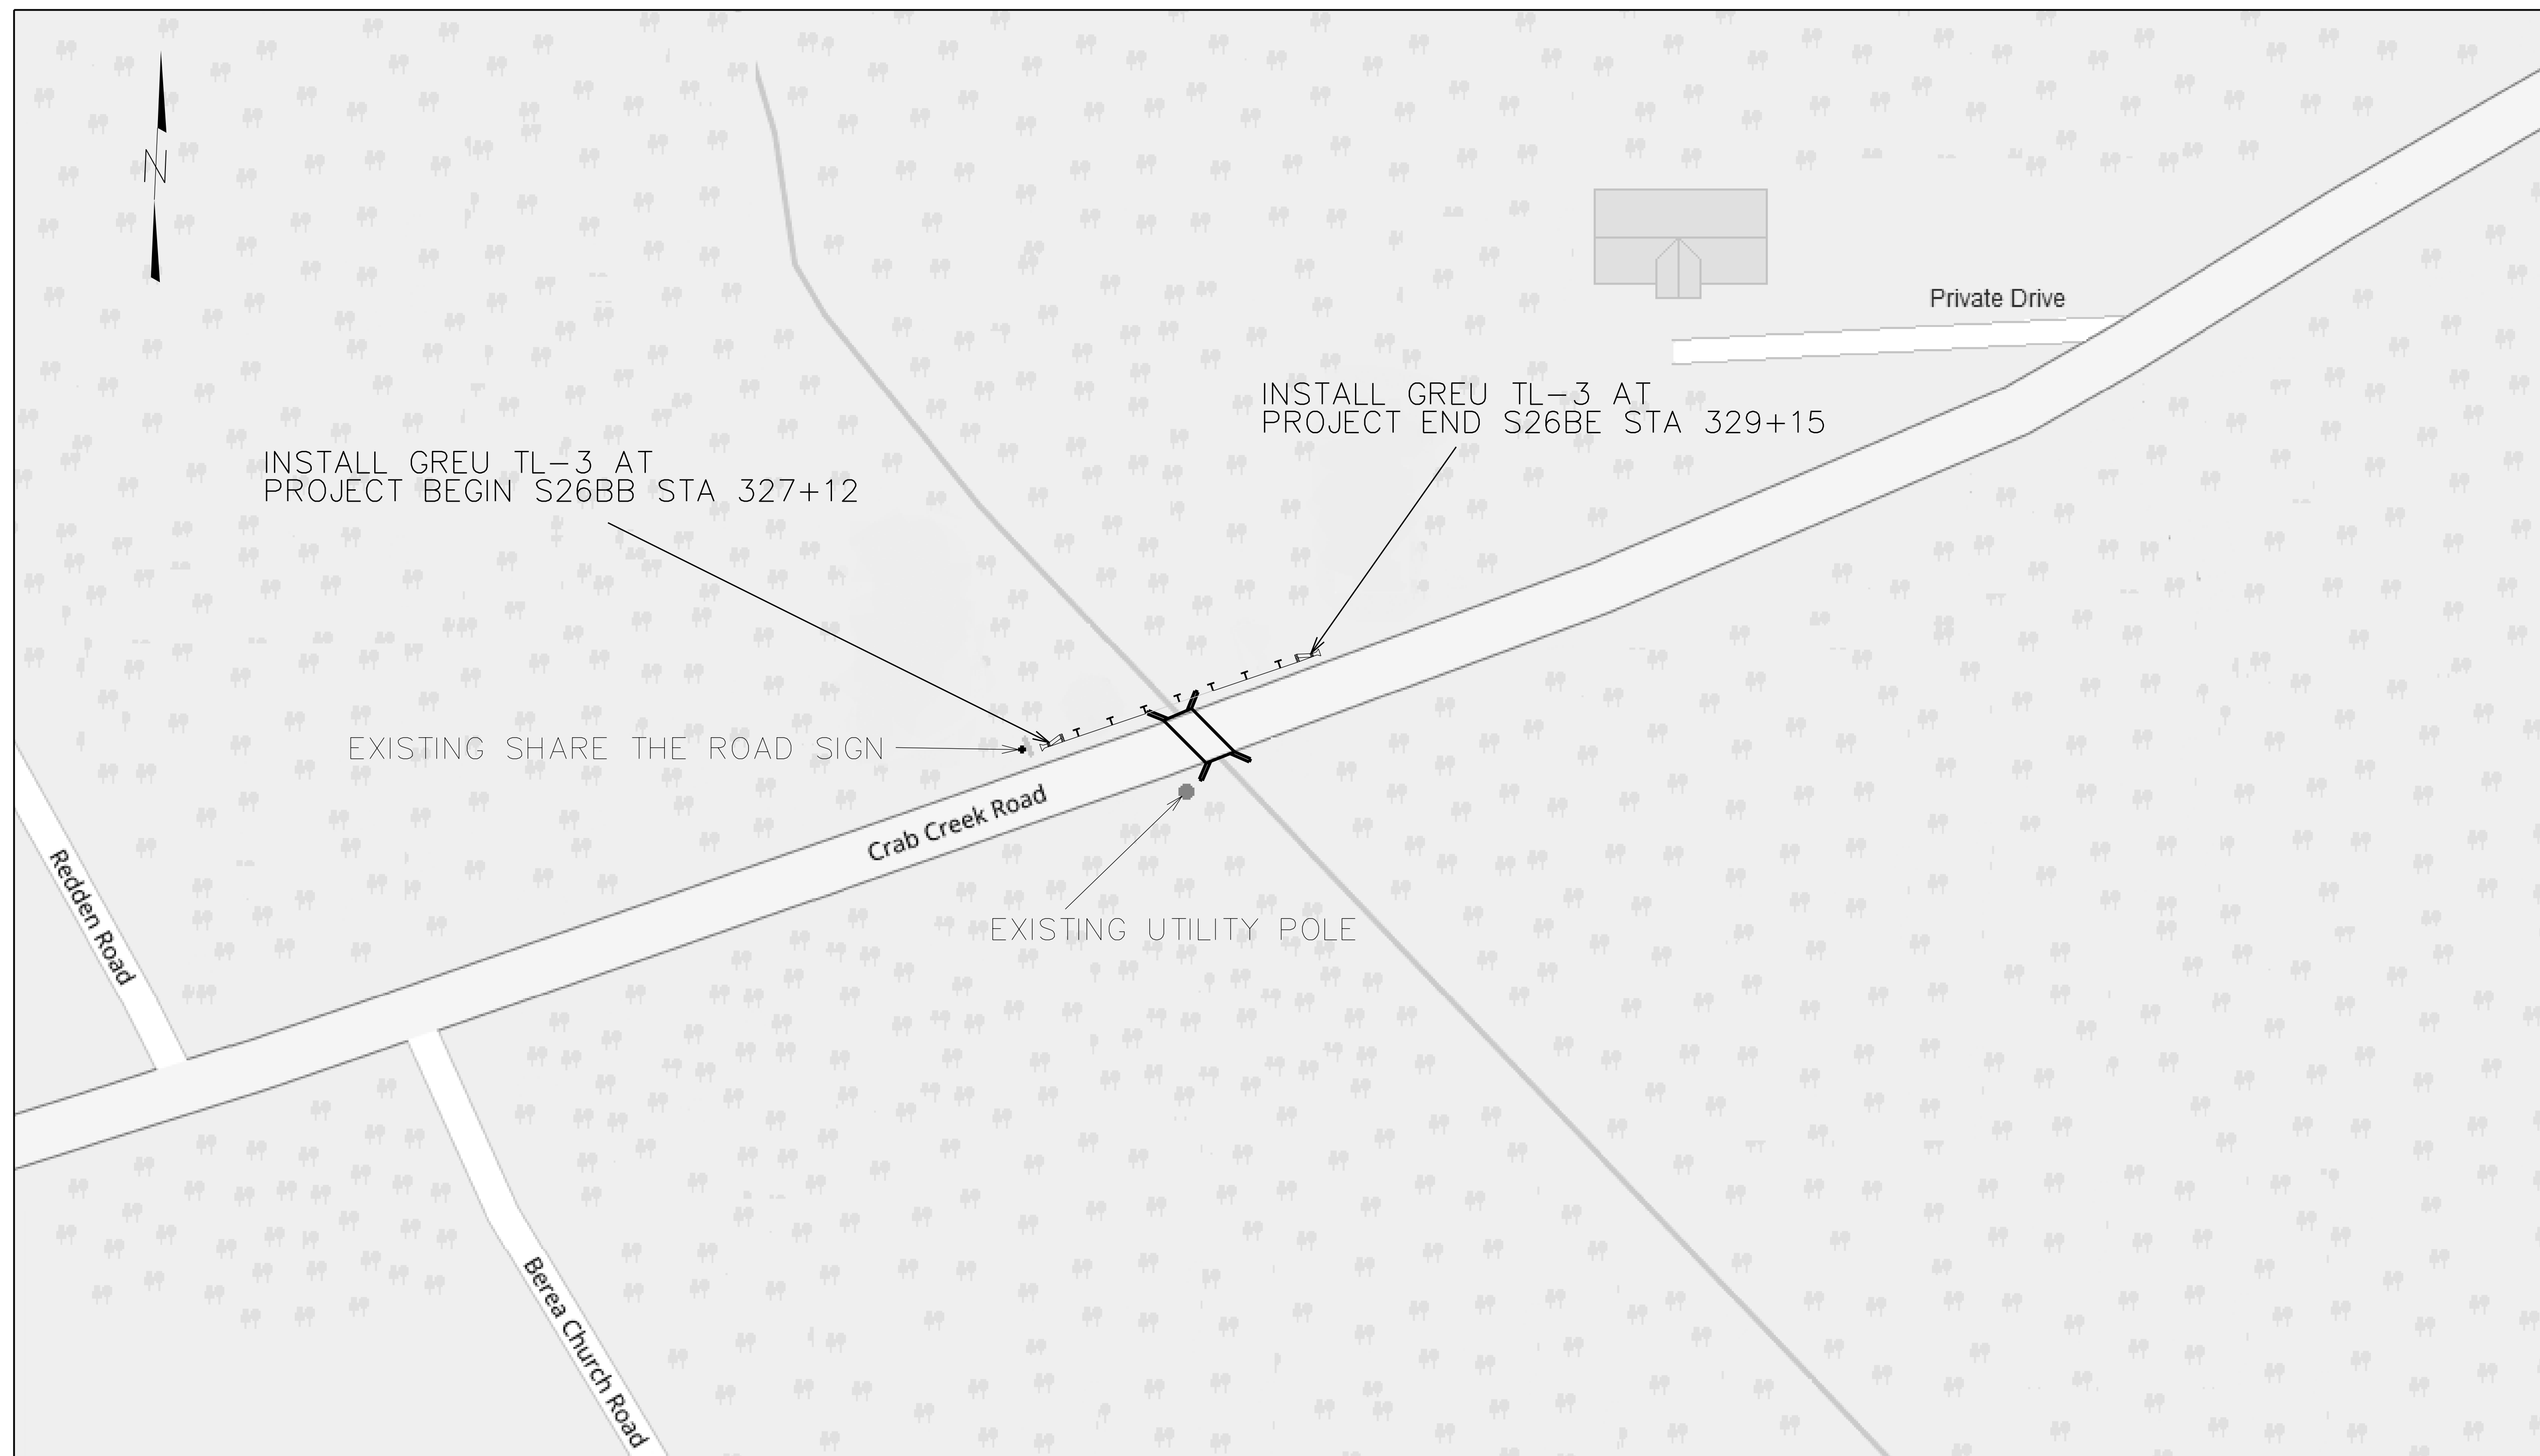 N
Private Drive
INSTALL GREU TL-3 AT
PROJECT END S26BE STA 329+15
INSTALL GREU TL-3 AT
PROJECT BEGIN S26BB STA 327+12
EXISTING SHARE THE ROAD SIGN
Crab Creek Road
Redden Road
EXISTING UTILITY POLE
Berea Church Road